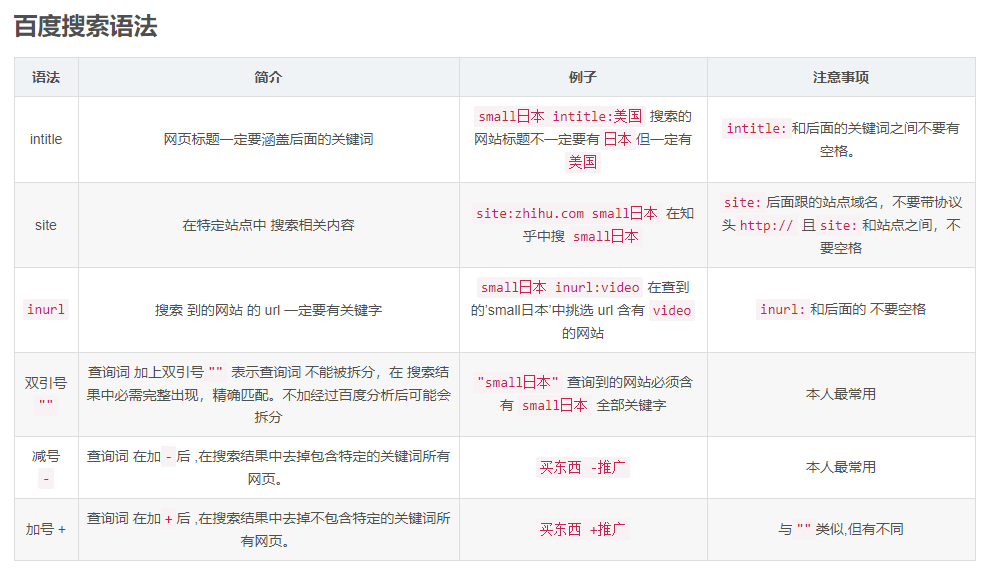 百度搜索语法
语法 简介 例子 注意事项
intitle
网页标题一定要涵盖后面的关键词
small日本 intitle:美国 搜索的
网站标题不一定要有 日本 但一定有
美国
intitle: 和后面的关键词之间不要有
空格。
site
在特定站点中 搜索相关内容
site:zhihu.com small日本 在知
乎中搜 small日本
site: 后面跟的站点域名，不要带协议
头 http:// 且 site: 和站点之间，不
要空格
inurl
搜索 到的网站 的 url 一定要有关键字
small日本 inurl:video 在查到
的'small日本'中挑选 url 含有 video
的网站
inurl: 和后面的 不要空格
双引号
""
查询词 加上双引号 "" 表示查询词 不能被拆分，在 搜索结
果中必需完整出现，精确匹配。不加经过百度分析后可能会
拆分
"small日本" 查询到的网站必须含
有 small日本 全部关键字
本人最常用
减号
-
查询词 在加 - 后 ,在搜索结果中去掉包含特定的关键词所有
网页。
买东西 -推广
本人最常用
加号 +
查询词 在加 + 后 ,在搜索结果中去掉不包含特定的关键词所
有网页。
买东西 +推广
与 "" 类似,但有不同